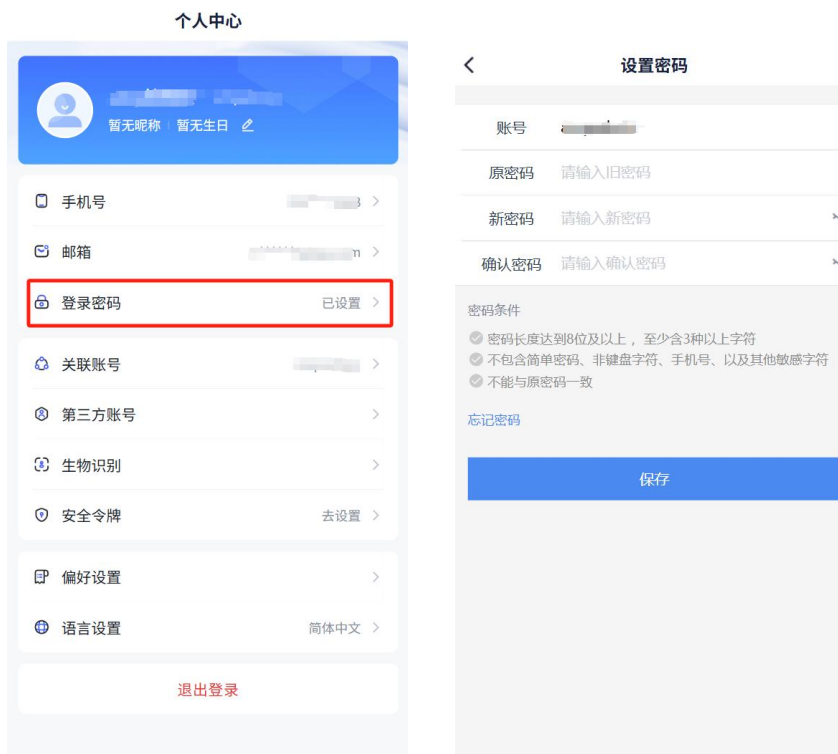 个人中心
暂无昵称 暂无生日
手机号
邮箱
登录密码 已设置
关联账号
第三方账号
生物识别
安全令牌 去设置
偏好设置
语言设置 简体中文
退出登录
设置密码
账号
原密码 请输入旧密码
新密码 请输入新密码
确认密码 请输入确认密码
密码条件
密码长度达到8位及以上 ，至少含3种以上字符
不包含简单密码、非键盘字符、手机号、以及其他敏感字符
不能与原密码一致
忘记密码
保存